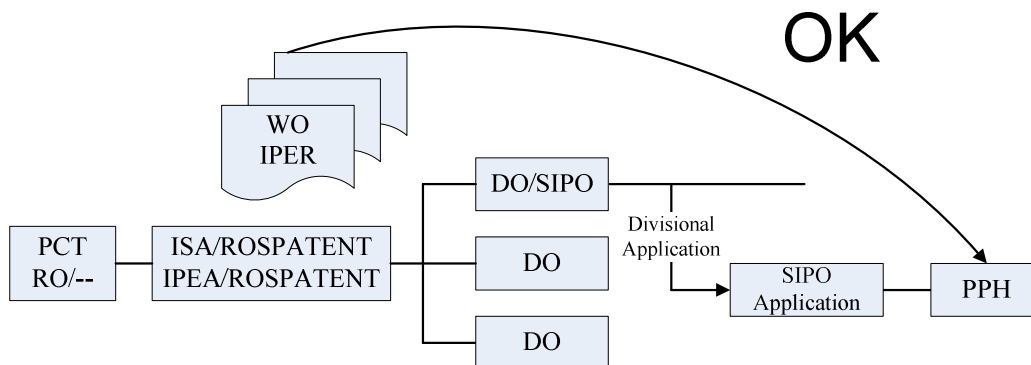 OK
WO
IPER
DO/SIPO
Divisional
Application
PCT
RO/--
ISA/ROSPATENT
IPEA/ROSPATENT
DO
SIPO
Application
PPH
DO